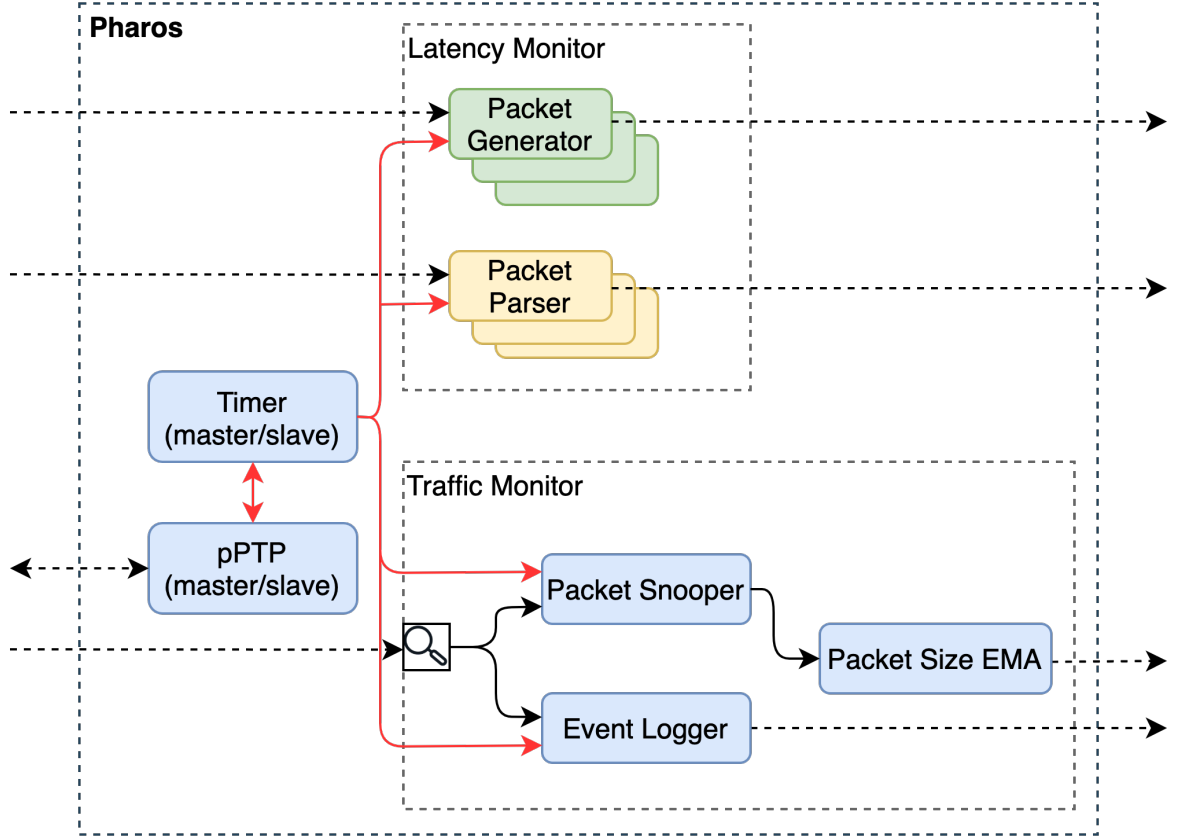 Pharos
Latency Monitor
Packet
Generator
Packet
Parser
Timer
(master/slave)
Traffic Monitor
pPTP
(master/slave)
Packet Snooper
Packet Size EMA
Event Logger